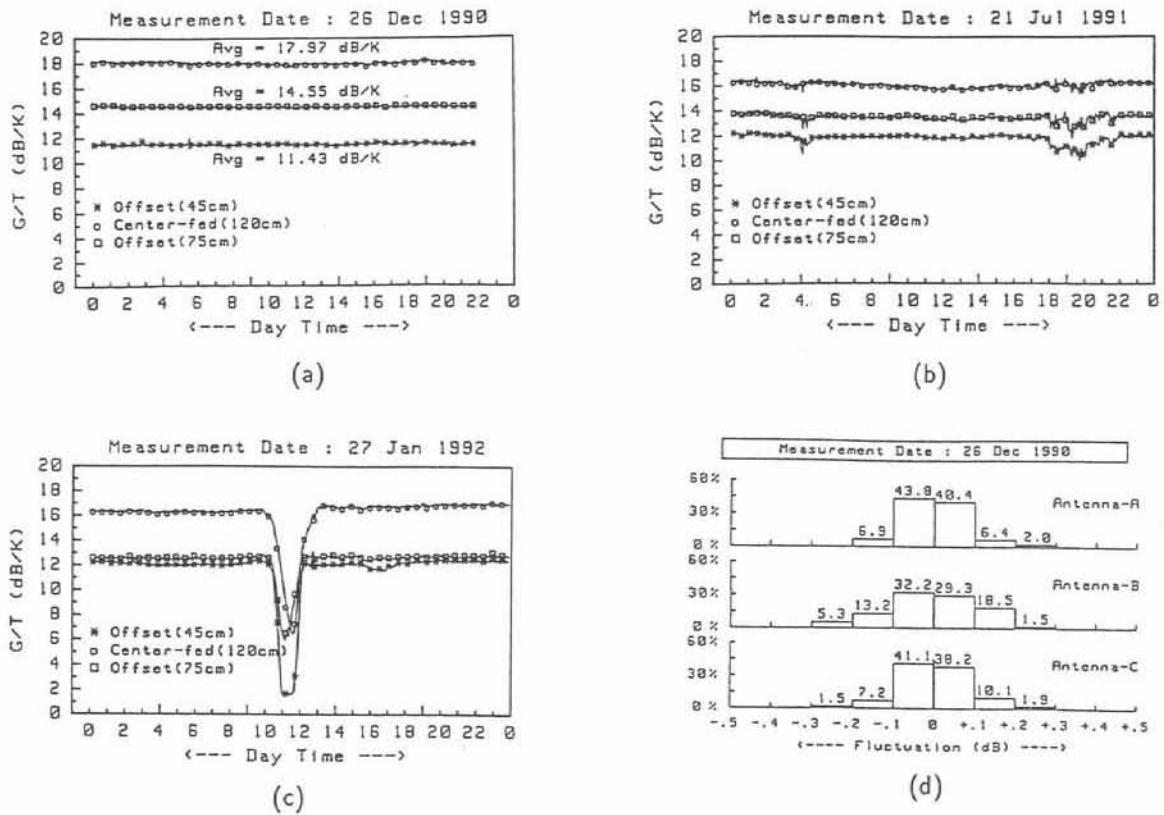 Measurement Date : 26 Dec 1990
20
18
16
14
12
10
8
6
4
2
0
G/T (dB/K)
Avg = 17.97 dB/K
Avg = 14.55 dB/K
Avg = 11.43 dB/K
Offset(45cm)
Center-fed(120cm)
Offset(75cm)
0 2 4 6 8 10 12 14 16 18 20 22 0
<--- Day Time --->
(a)
Measurement Date : 21 Jul 1991
20
18
16
14
12
10
8
6
4
2
0
G/T (dB/K)
Offset(45cm)
Center-fed(120cm)
Offset(75cm)
0 2 4 6 8 10 12 14 16 18 20 22 0
<--- Day Time --->
(b)
Measurement Date : 27 Jan 1992
20
18
16
14
12
10
8
6
4
2
0
G/T (dB/K)
Offset(45cm)
Center-fed(120cm)
Offset(75cm)
0 2 4 6 8 10 12 14 16 18 20 22 0
<--- Day Time --->
(c)
Measurement Date : 26 Dec 1990
60%
30%
0%
6.9 43.8 40.4 6.4 2.0
Antenna-A
60%
30%
0%
5.3 13.2 32.2 29.3 18.5 1.5
Antenna-B
60%
30%
0%
1.5 7.2 41.1 38.2 10.1 1.9
Antenna-C
-.5 -.4 -.3 -.2 -.1 0 +.1 +.2 +.3 +.4 +.5
<---- Fluctuation (dB) ---->
(d)